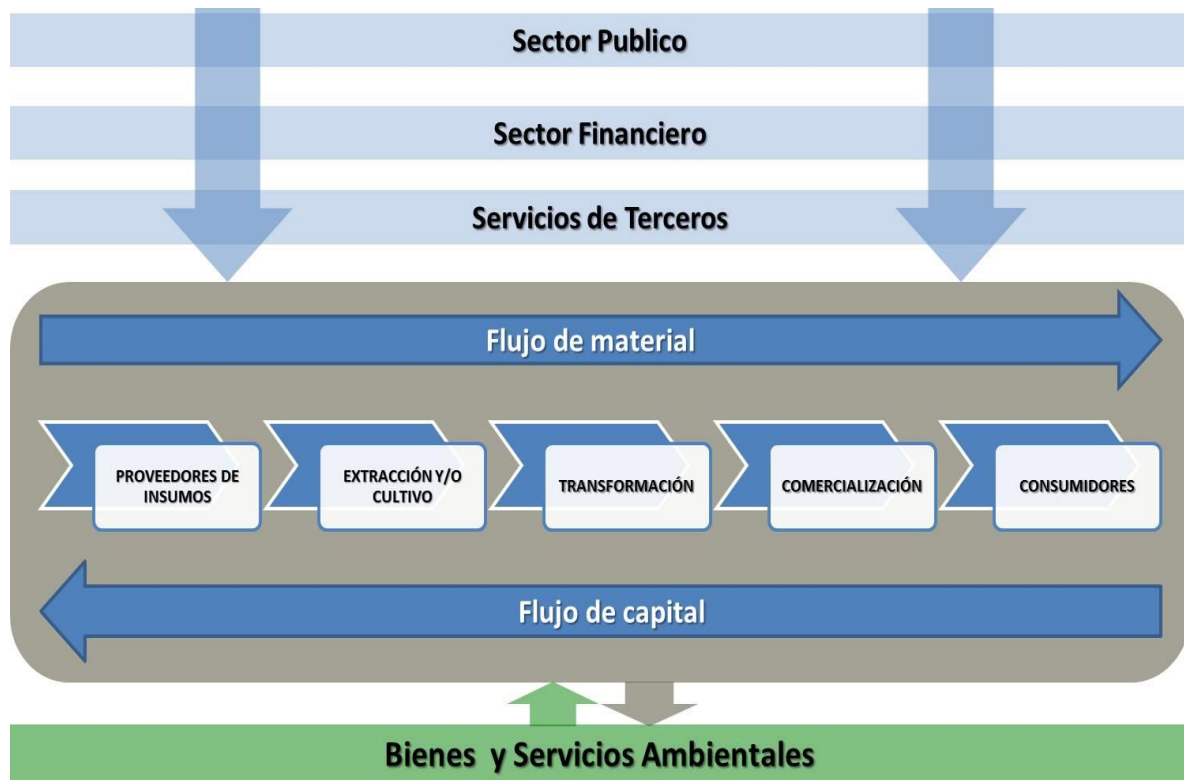 Sector Publico
Sector Financiero
Servicios de Terceros
Flujo de material
PROVEEDORES DE
INSUMOS
EXTRACCIÓN Y/O
CULTIVO
TRANSFORMACIÓN
COMERCIALIZACIÓN
CONSUMIDORES
Flujo de capital
Bienes y Servicios Ambientales